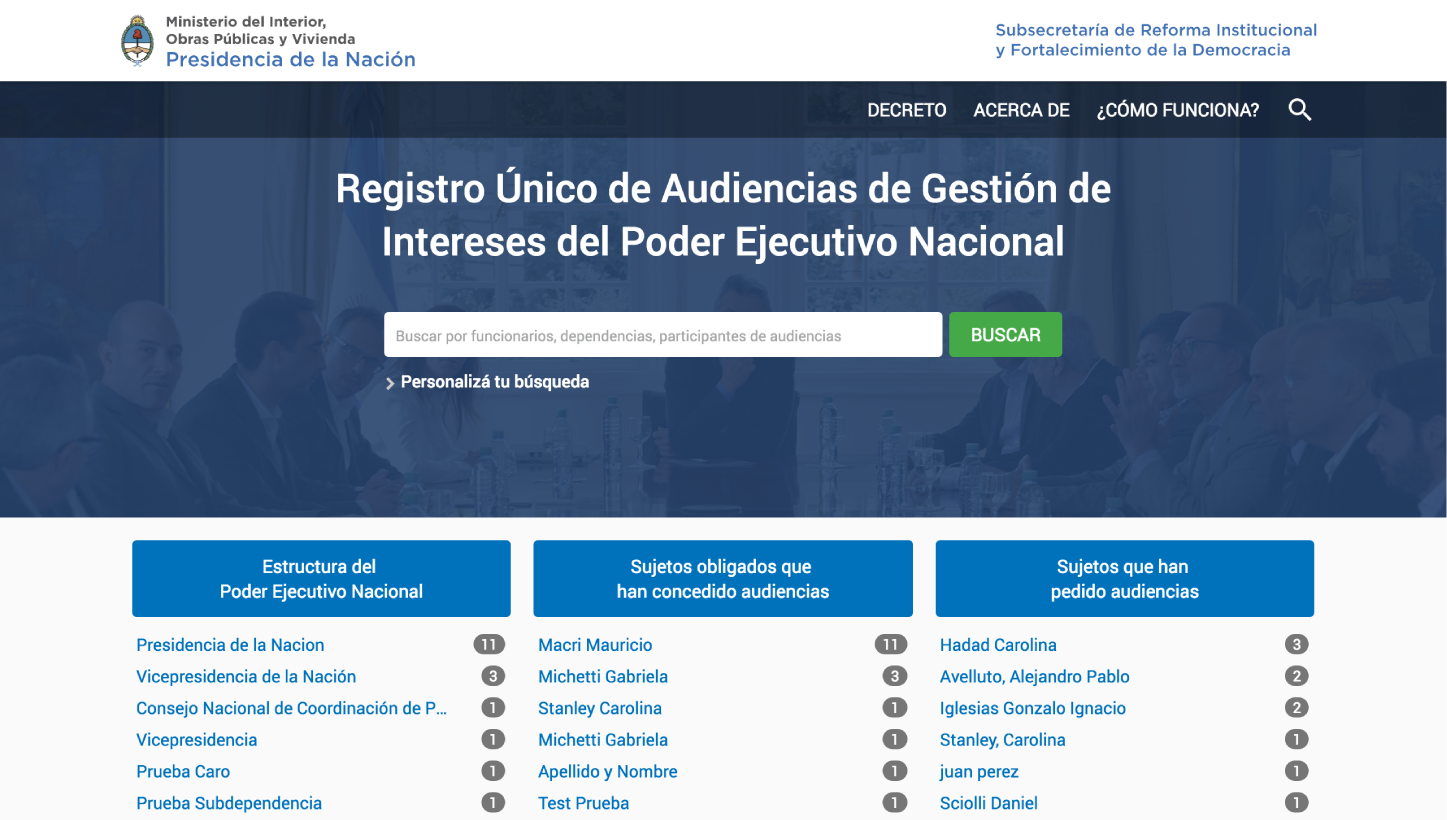 Ministerio del Interior,
Obras Públicas y Vivienda
Presidencia de la Nación
Subsecretaría de Reforma Institucional
y Fortalecimiento de la Democracia
DECRETO ACERCA DE ¿CÓMO FUNCIONA?
Registro Único de Audiencias de Gestión de
Intereses del Poder Ejecutivo Nacional
Buscar por funcionarios, dependencias, participantes de audiencias BUSCAR
Personalizá tu búsqueda
Estructura del
Poder Ejecutivo Nacional
Presidencia de la Nacion 11
Vicepresidencia de la Nación 3
Consejo Nacional de Coordinación de P... 1
Vicepresidencia 1
Prueba Caro 1
Prueba Subdependencia 1
Sujetos obligados que
han concedido audiencias
Macri Mauricio 11
Michetti Gabriela 3
Stanley Carolina 1
Michetti Gabriela 1
Apellido y Nombre 1
Test Prueba 1
Sujetos que han
pedido audiencias
Hadad Carolina 3
Avelluto, Alejandro Pablo 2
Iglesias Gonzalo Ignacio 2
Stanley, Carolina 1
juan perez 1
Sciolli Daniel 1